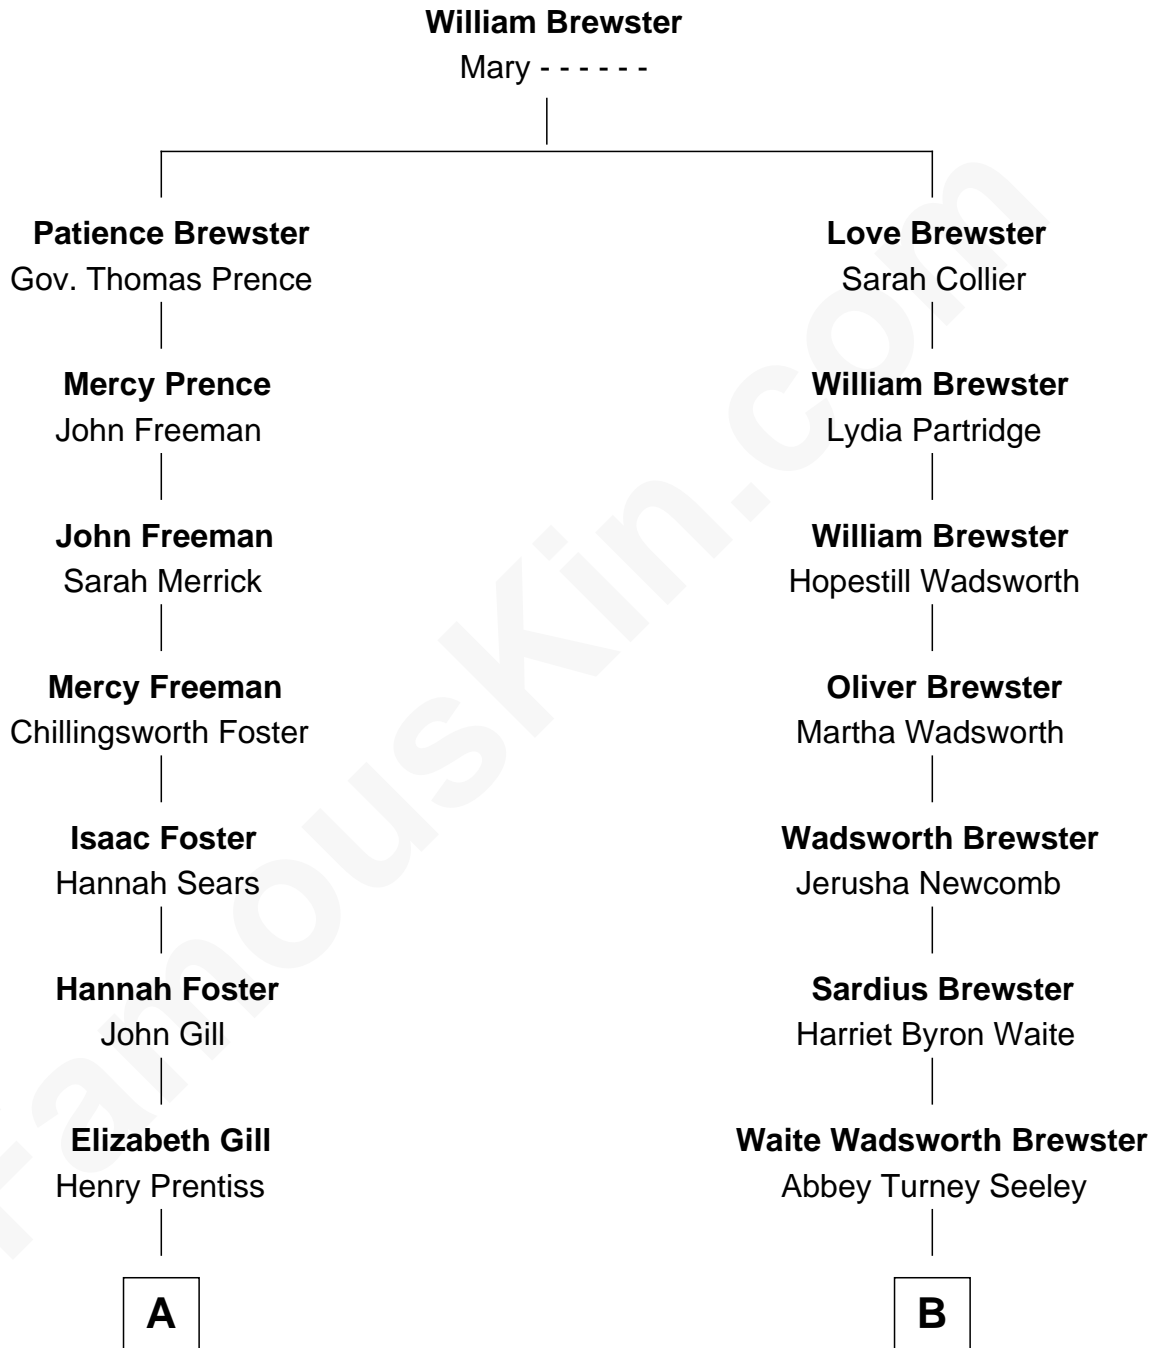 William Brewster
Mary - - - - - -
Patience Brewster
Gov. Thomas Prence
Love Brewster
Sarah Collier
Mercy Prence
John Freeman
William Brewster
Lydia Partridge
John Freeman
Sarah Merrick
William Brewster
Hopestill Wadsworth
Mercy Freeman
Chillingsworth Foster
Oliver Brewster
Martha Wadsworth
Isaac Foster
Hannah Sears
Wadsworth Brewster
Jerusha Newcomb
Hannah Foster
John Gill
Sardius Brewster
Harriet Byron Waite
Elizabeth Gill
Henry Prentiss
Waite Wadsworth Brewster
Abbey Turney Seeley
A
B
FamousKin.com